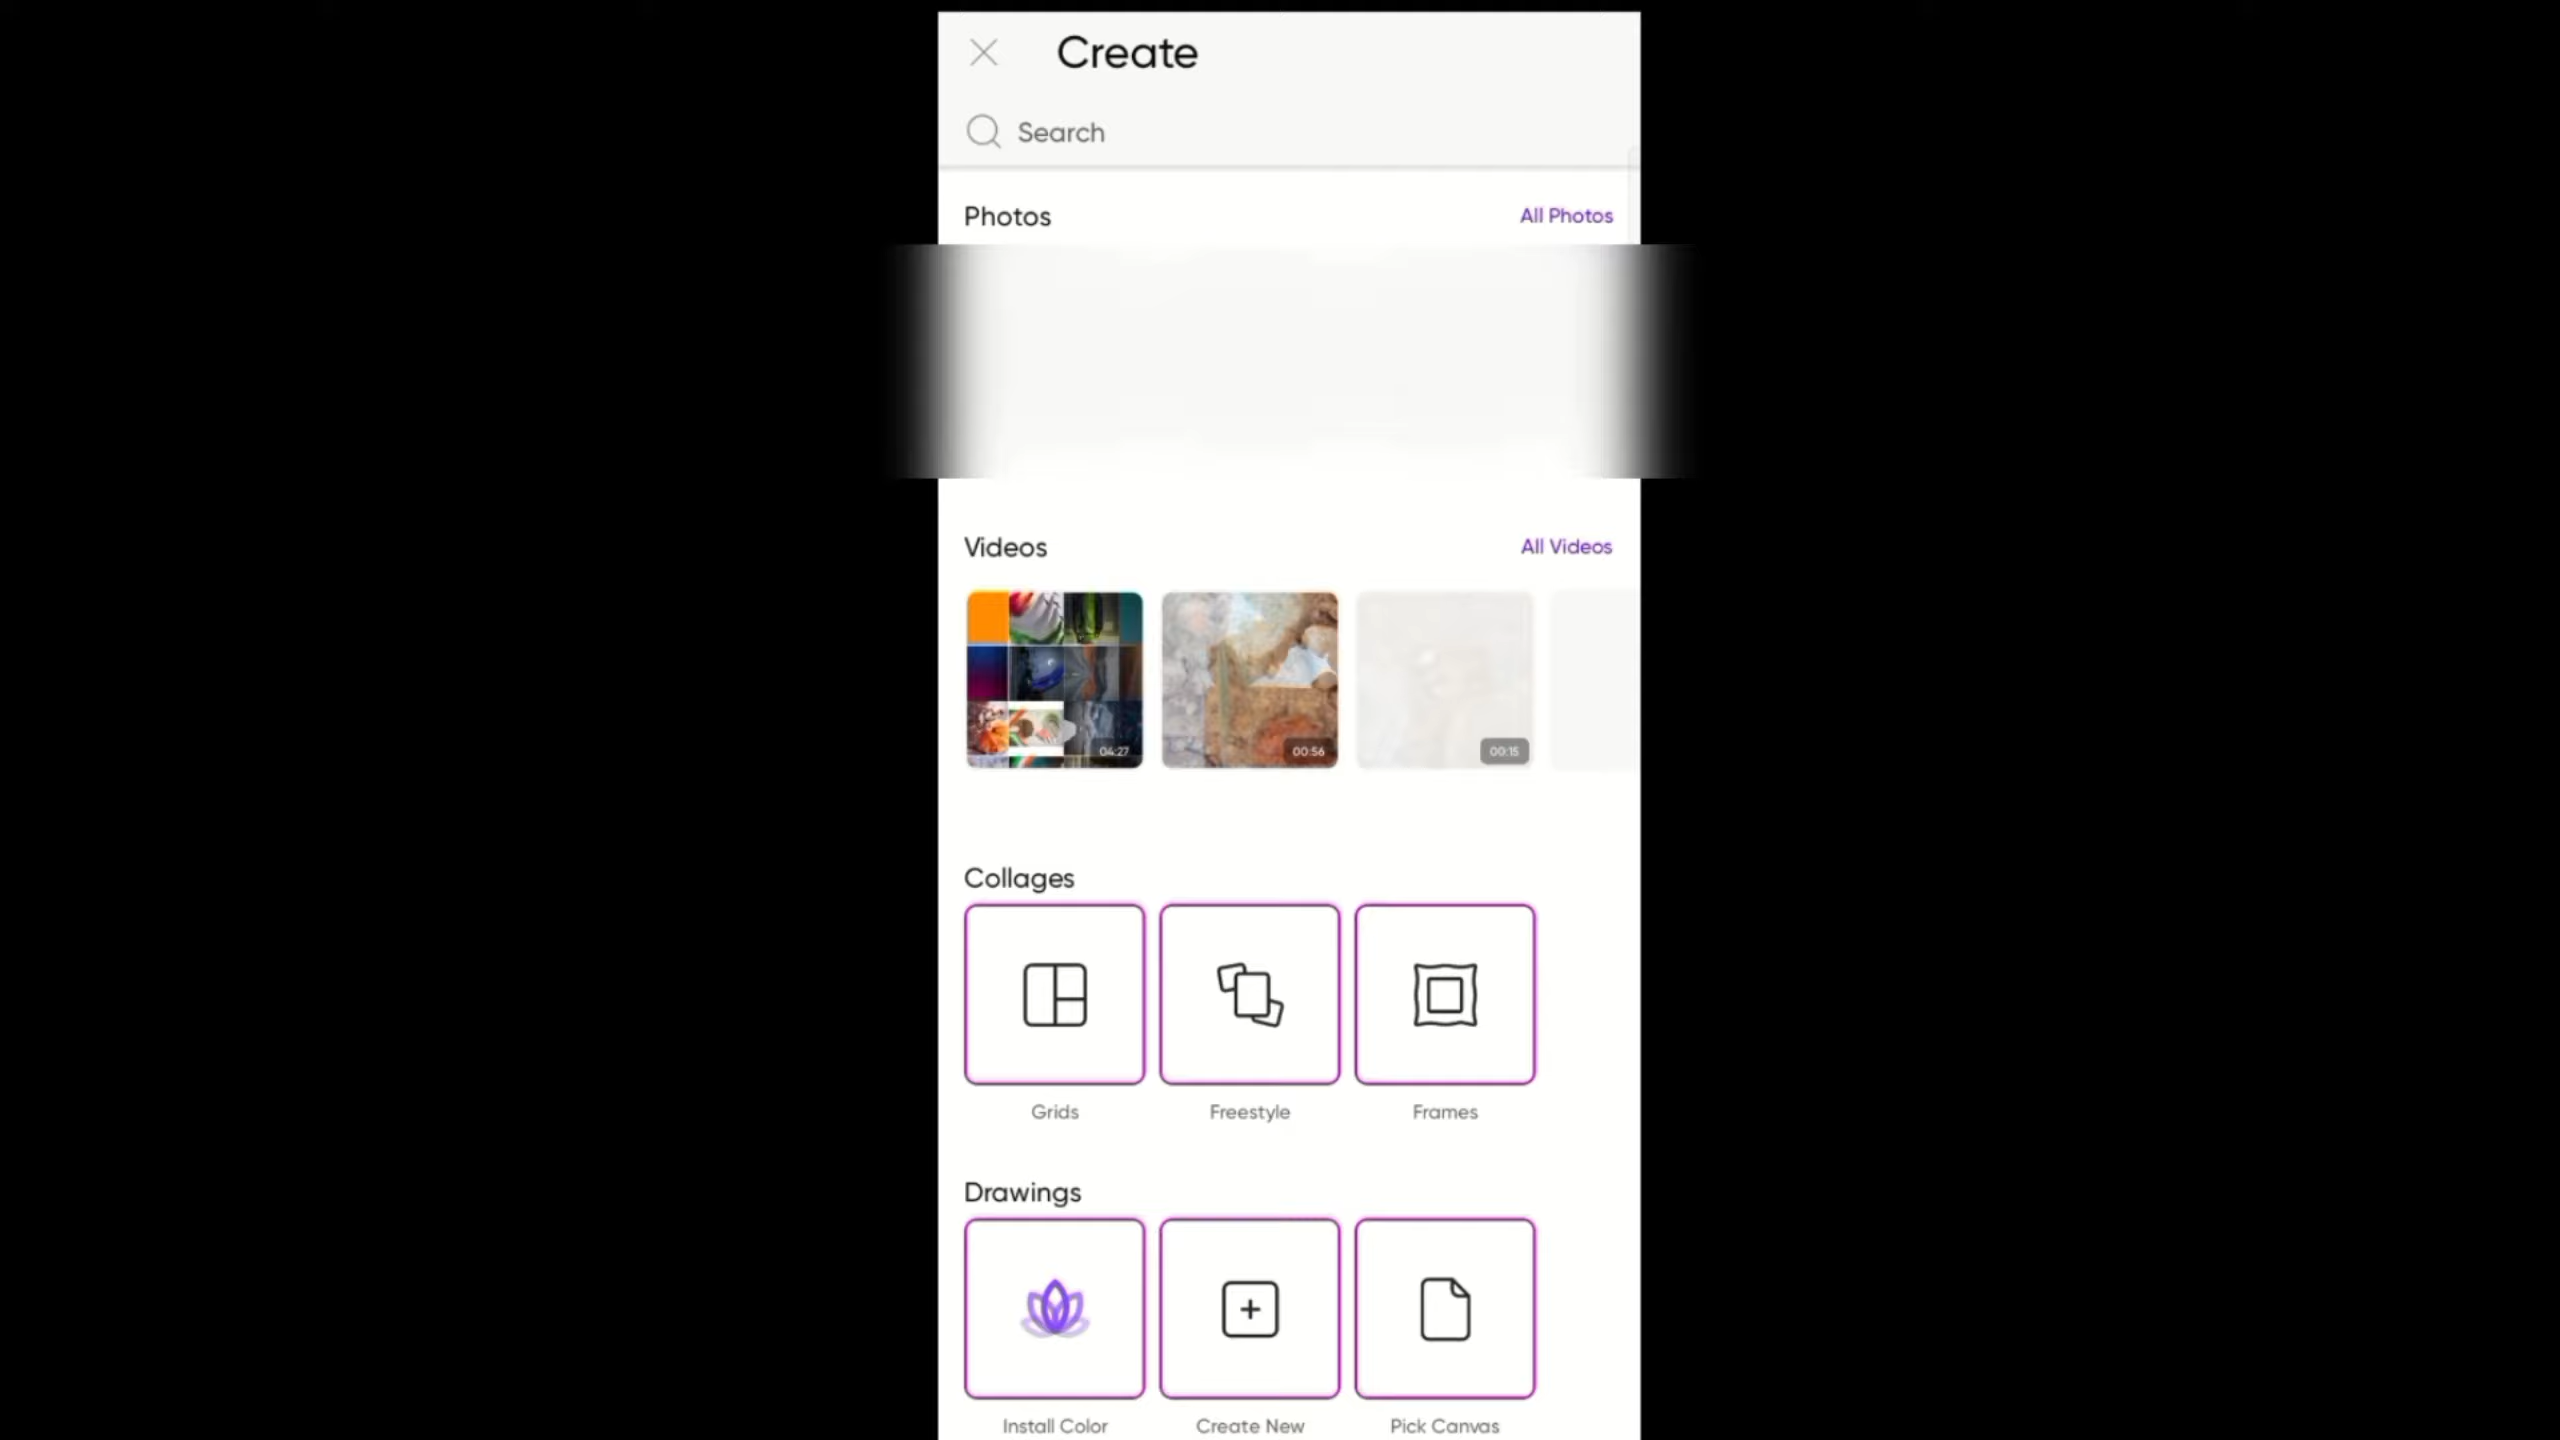 Create
Search
Photos
All Photos
Videos
All Videos
04:27
00:56
00:15
Collages
Grids
Freestyle
Frames
Drawings
Install Color
Create New
Pick Canvas